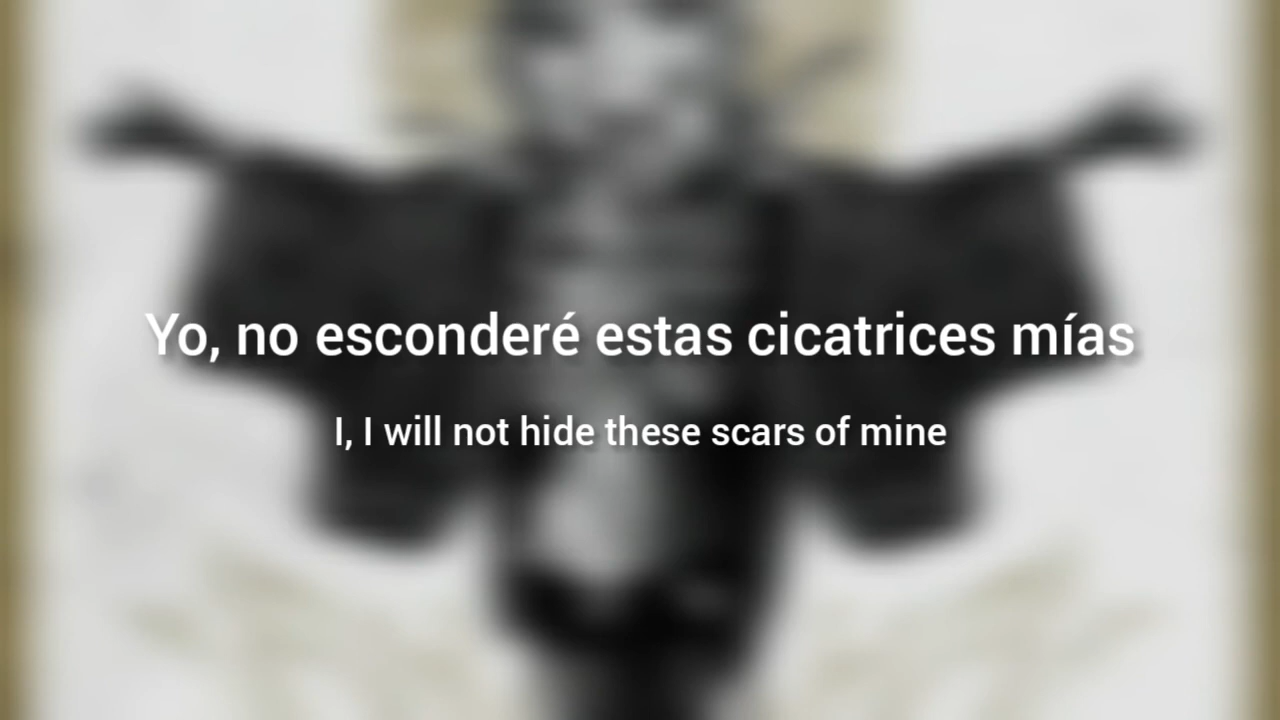 Yo, no esconderé estas cicatrices mías
I, I will not hide these scars of mine